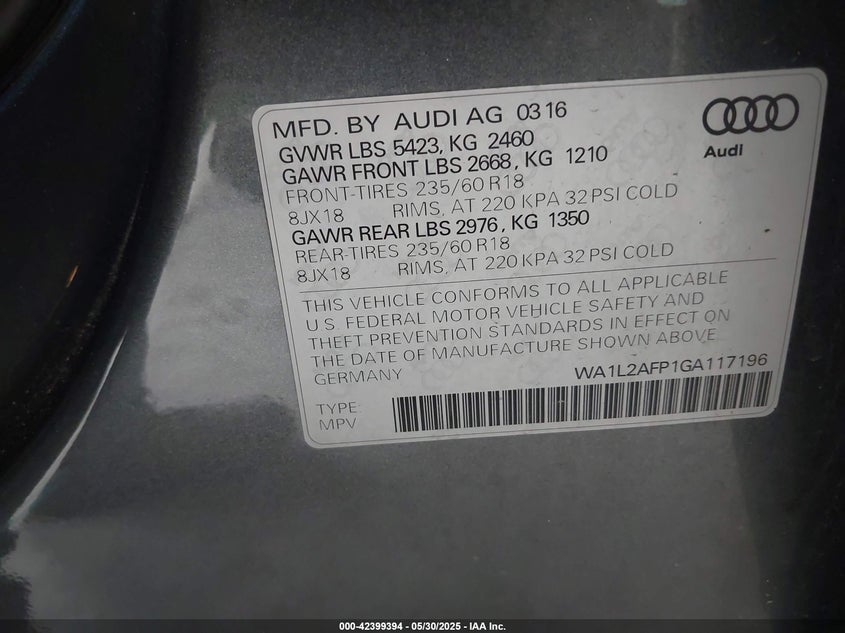 MFD. BY AUDI AG 03 16
GVWR LBS 5423, KG 2460
GAWR FRONT LBS 2668, KG 1210
FRONT-TIRES 235/60 R18
8JX18 RIMS, AT 220 KPA 32 PSI COLD
GAWR REAR LBS 2976, KG 1350
REAR-TIRES 235/60 R18
8JX18 RIMS, AT 220 KPA 32 PSI COLD
Audi
THIS VEHICLE CONFORMS TO ALL APPLICABLE
U.S. FEDERAL MOTOR VEHICLE SAFETY AND
THEFT PREVENTION STANDARDS IN EFFECT ON
THE DATE OF MANUFACTURE SHOWN ABOVE
GERMANY WA1L2AFP1GA117196
TYPE:
MPV
000-42399394 — 05/30/2025 - IAA Inc.